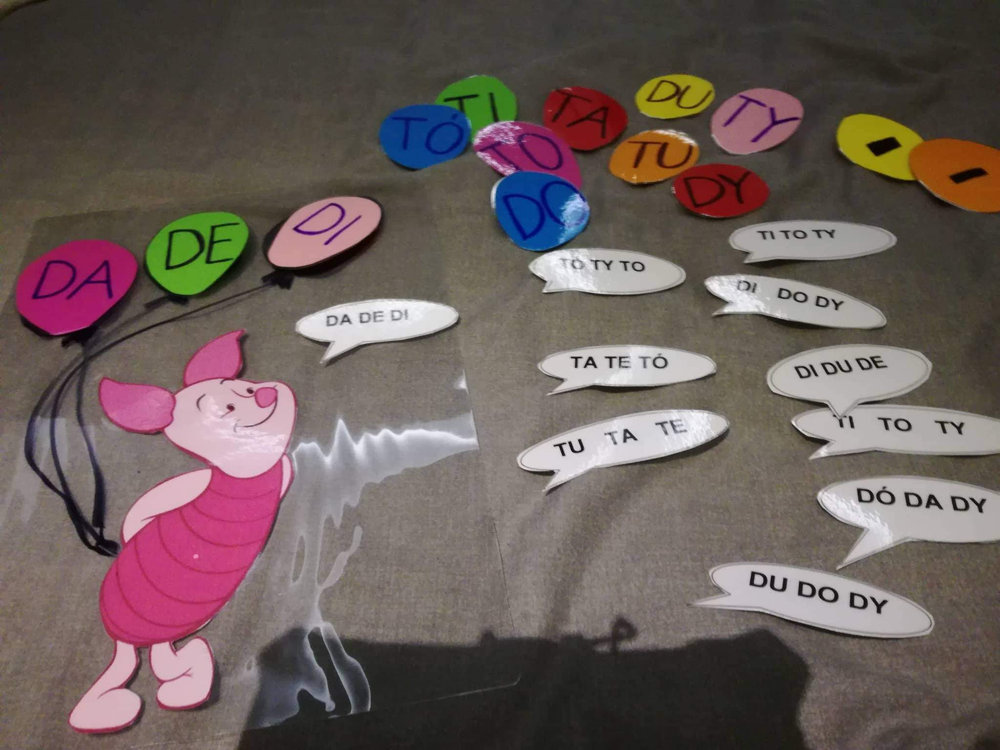 TI
TÓ
TO
TA
DU
TY
TU
DY
DO
DA
DE
DI
TI TO TY
TÓ TY TO
DI DO DY
DA DE DI
TA TE TÓ
DI DU DE
TU TA TE
TI TO TY
DÓ DA DY
DU DO DY